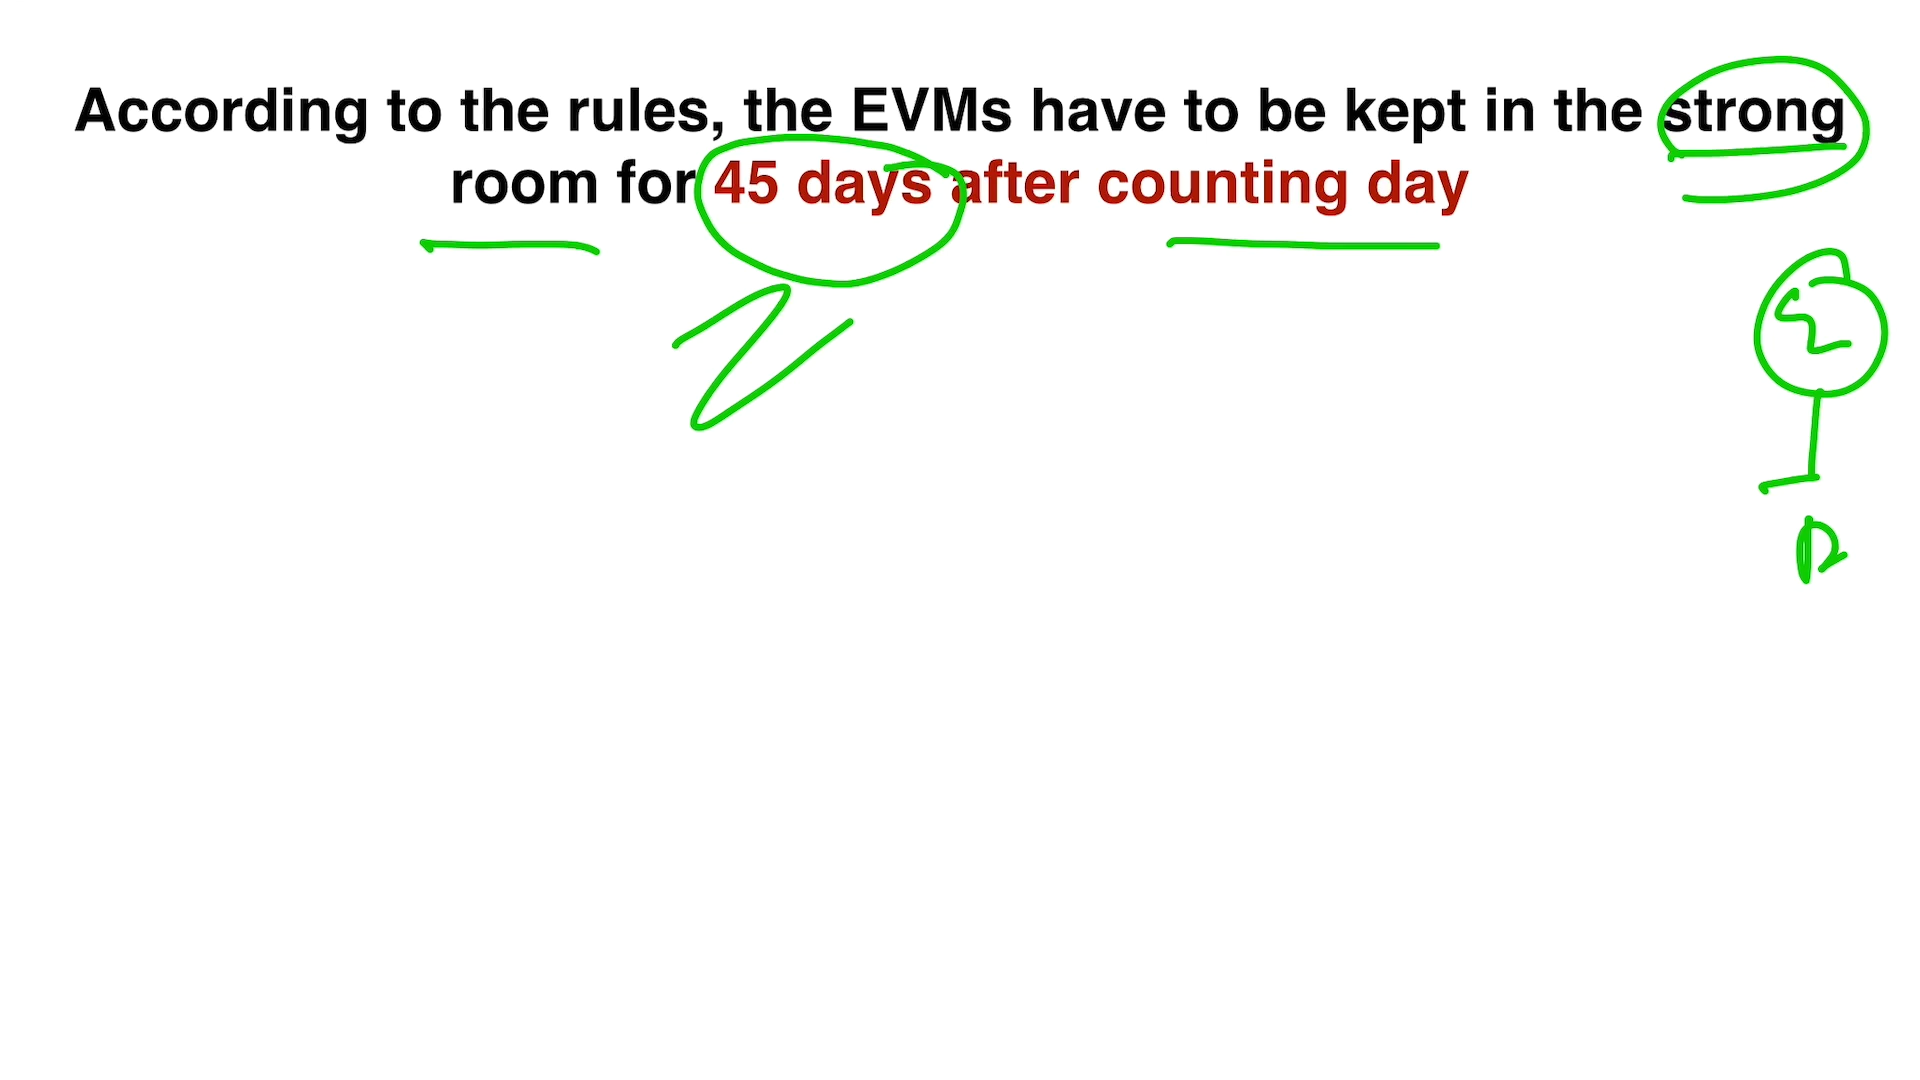 According to the rules, the EVMs have to be kept in the strong
room for 45 days after counting day